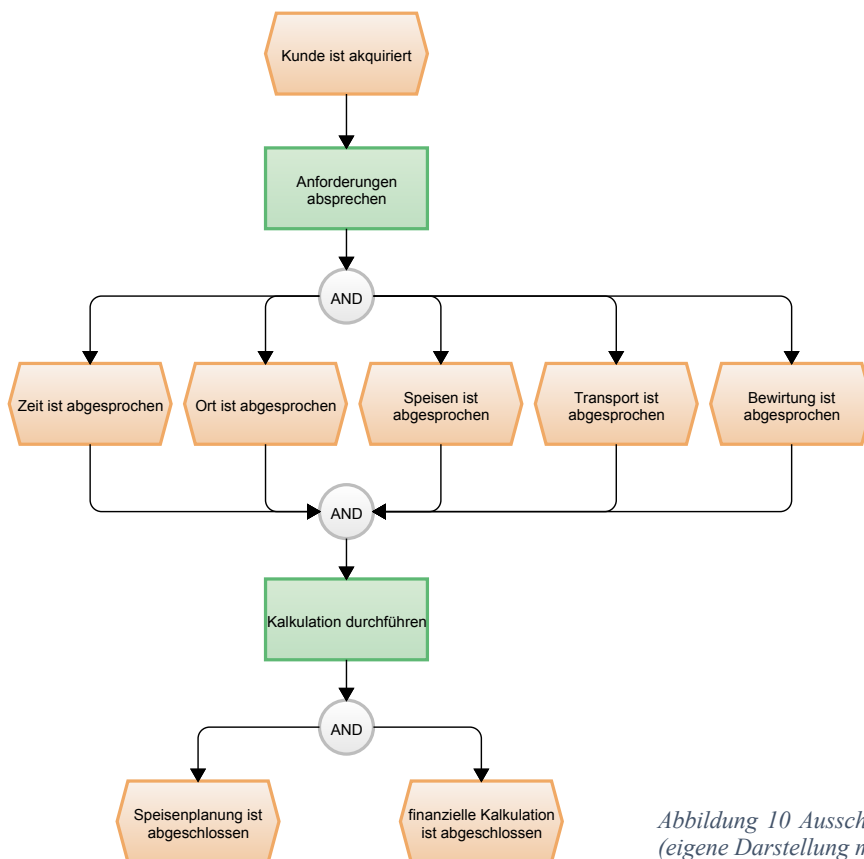 Kunde ist akquiriert
Anforderungen
absprechen
AND
Zeit ist abgesprochen
Ort ist abgesprochen
Speisen ist
abgesprochen
Transport ist
abgesprochen
Bewirtung ist
abgesprochen
AND
Kalkulation durchführen
AND
Speisenplanung ist
abgeschlossen
finanzielle Kalkulation
ist abgeschlossen
Abbildung 10 Aussch
(eigene Darstellung n